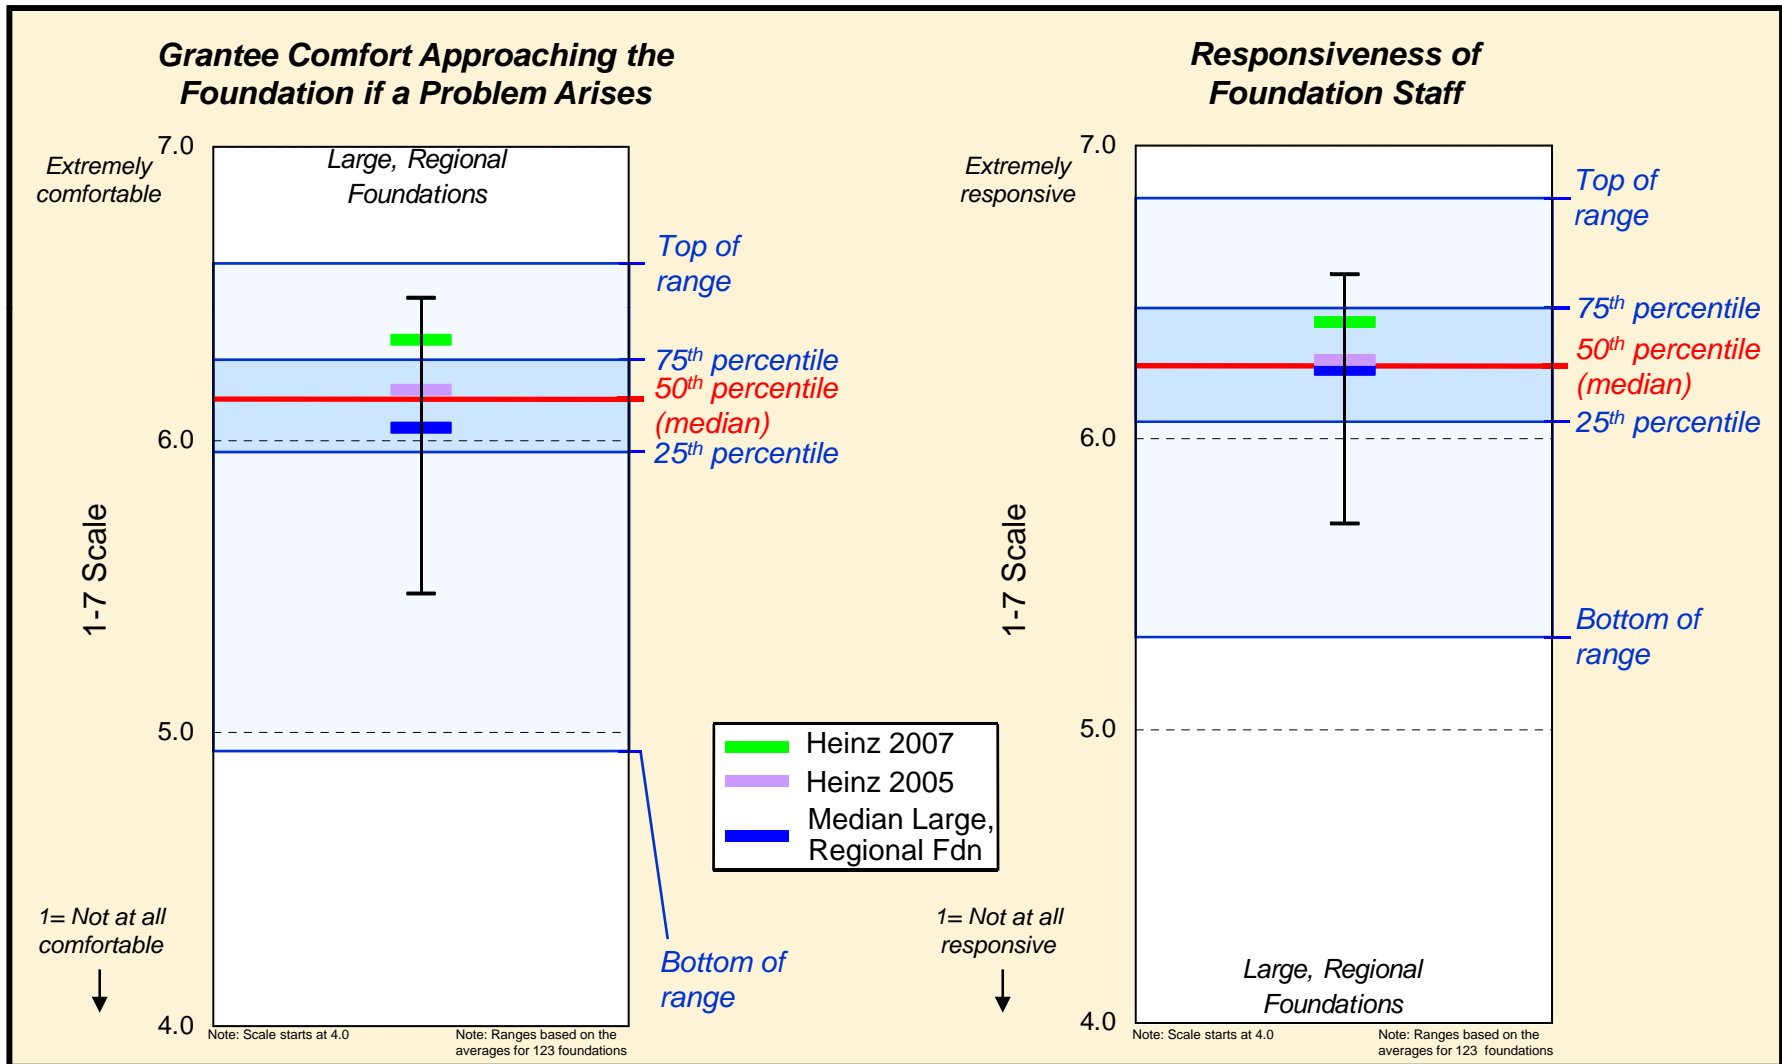 Grantee Comfort Approaching the
Foundation if a Problem Arises
7.0
Extremely
comfortable
Large, Regional
Foundations
Top of
range
75th percentile
50th percentile
(median)
6.0
25th percentile
1-7 Scale
5.0
1= Not at all
comfortable
Bottom of
range
4.0
Note: Scale starts at 4.0
Note: Ranges based on the
averages for 123 foundations
Heinz 2007
Heinz 2005
Median Large,
Regional Fdn
Responsiveness of
Foundation Staff
7.0
Extremely
responsive
Top of
range
75th percentile
50th percentile
(median)
6.0
25th percentile
1-7 Scale
Bottom of
range
5.0
1= Not at all
responsive
Large, Regional
Foundations
4.0
Note: Scale starts at 4.0
Note: Ranges based on the
averages for 123 foundations